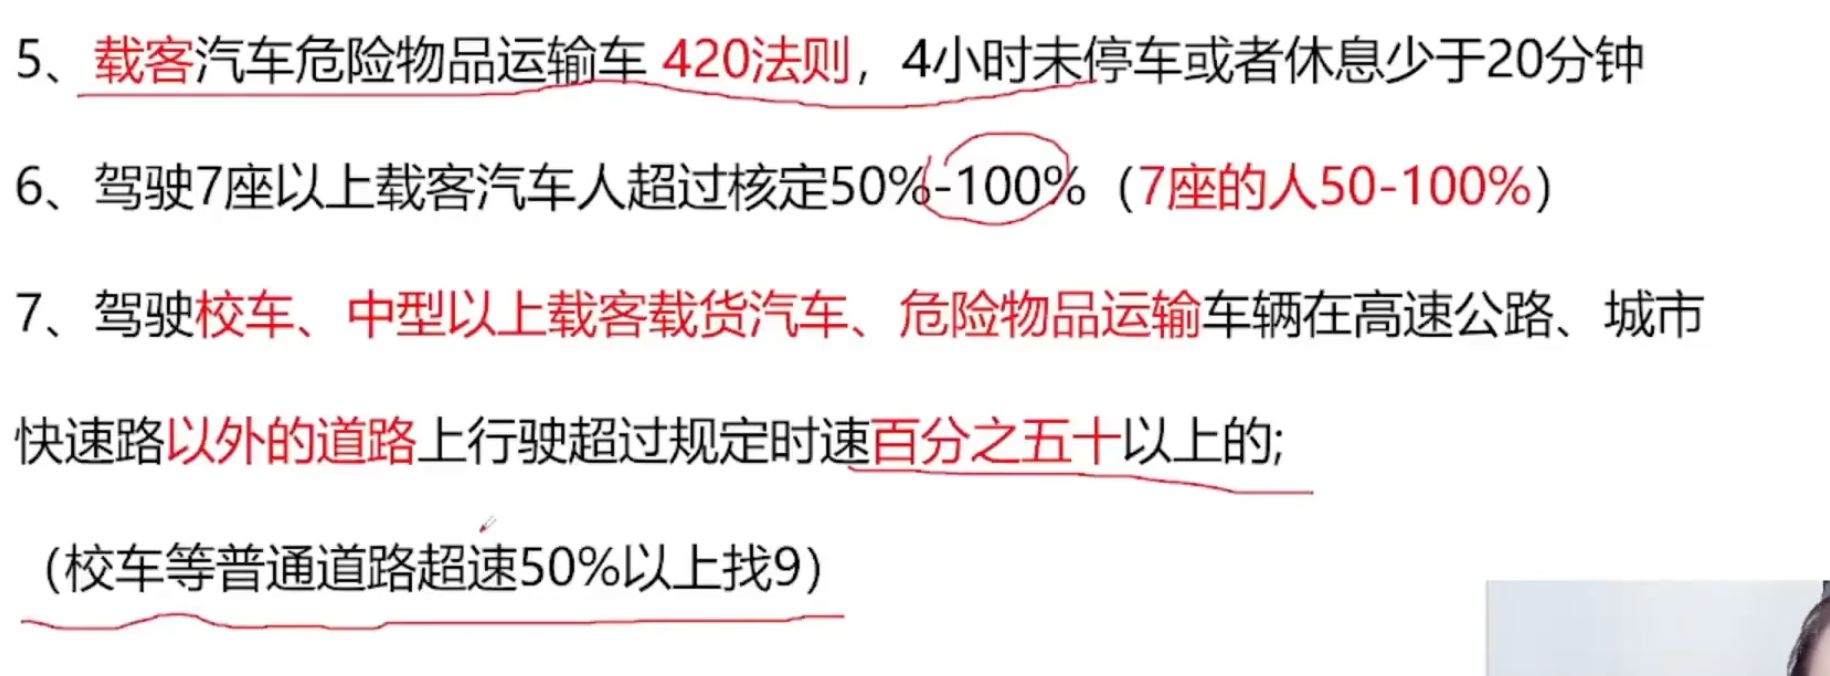 5、载客汽车危险物品运输车 420法则，4小时未停车或者休息少于20分钟
6、驾驶7座以上载客汽车人超过核定50%-100%（7座的人50-100%）
7、驾驶校车、中型以上载客载货汽车、危险物品运输车辆在高速公路、城市
快速路以外的道路上行驶超过规定时速百分之五十以上的;
（校车等普通道路超速50%以上找9）